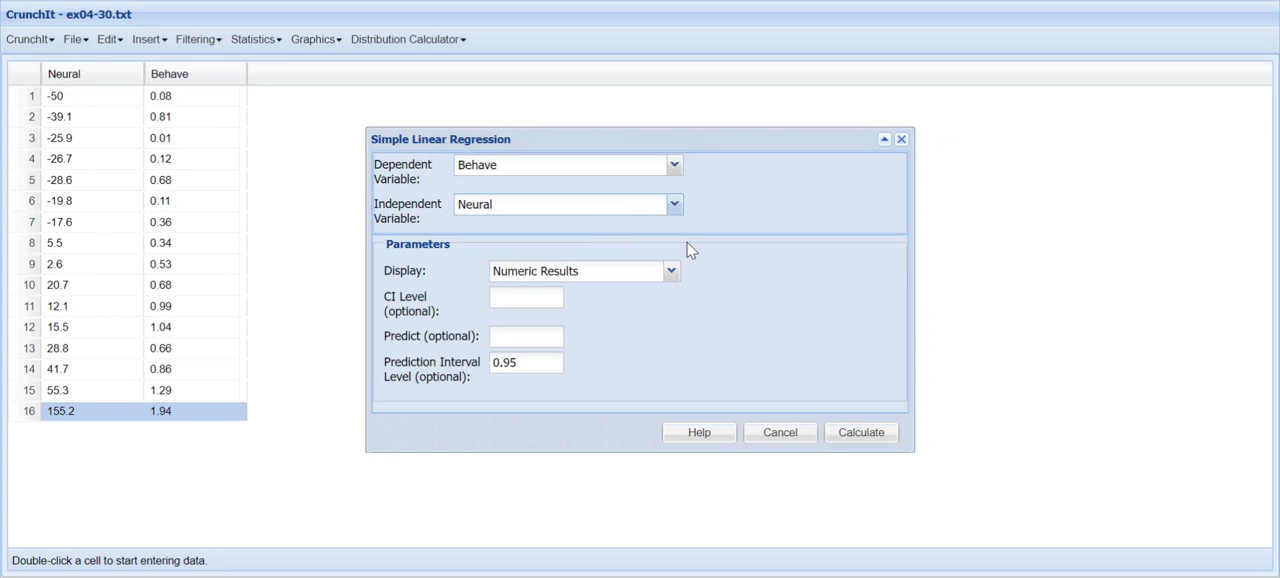 CrunchIt - ex04-30.txt
CrunchIt▾ File▾ Edit▾ Insert▾ Filtering▾ Statistics▾ Graphics▾ Distribution Calculator▾
Neural Behave
1 -50 0.08
2 -39.1 0.81
3 -25.9 0.01
4 -26.7 0.12
5 -28.6 0.68
6 -19.8 0.11
7 -17.6 0.36
8 5.5 0.34
9 2.6 0.53
10 20.7 0.68
11 12.1 0.99
12 15.5 1.04
13 28.8 0.66
14 41.7 0.86
15 55.3 1.29
16 155.2 1.94
Simple Linear Regression
Dependent
Variable:
Behave
Independent
Variable:
Neural
Parameters
Display: Numeric Results
CI Level
(optional):
Predict (optional):
Prediction Interval
Level (optional):
0.95
Help Cancel Calculate
Double-click a cell to start entering data.